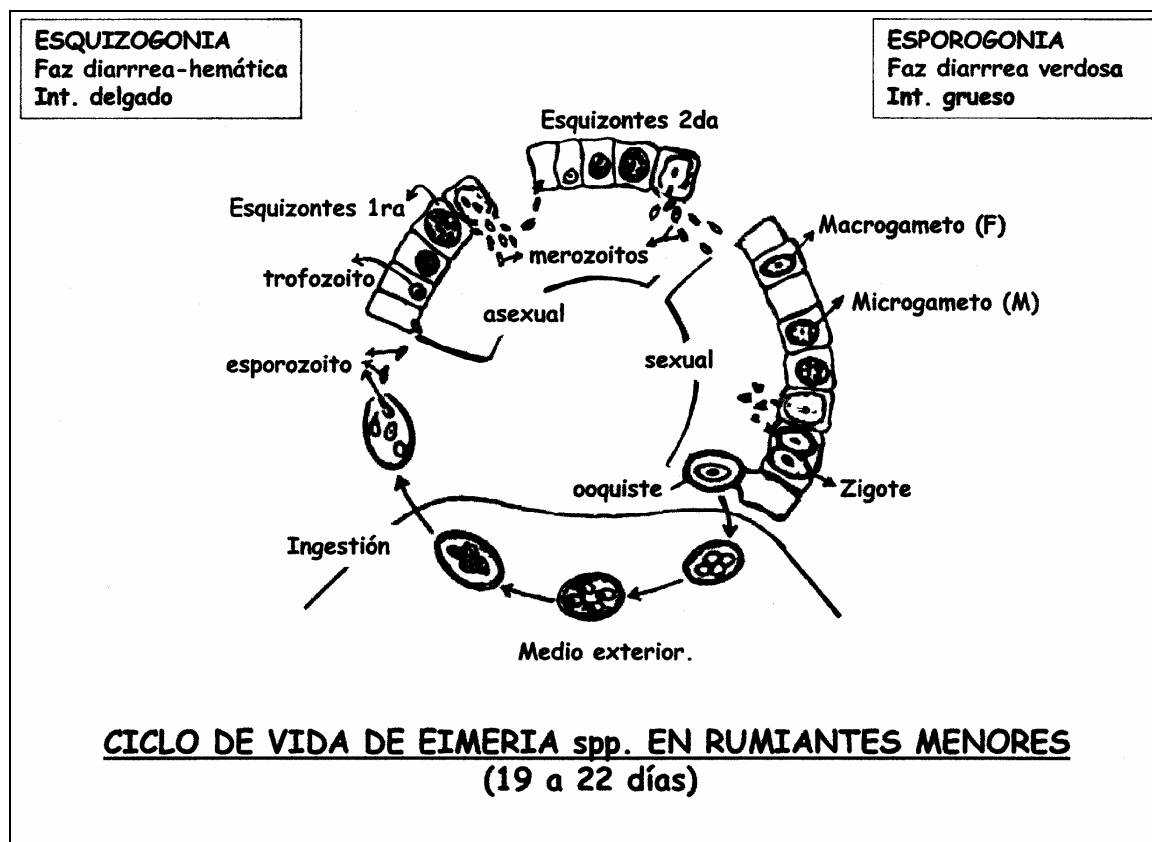 ESQUIZOGONIA
Faz diarrrea-hemática
Int. delgado
ESPOROGONIA
Faz diarrrea verdosa
Int. grueso
Esquizontes 2da
Esquizontes 1ra
trofozoito
merozoitos
Macrogameto (F)
Microgameto (M)
asexual
sexual
esporozoito
ooquiste
Zigote
Ingestión
Medio exterior.
CICLO DE VIDA DE EIMERIA spp. EN RUMIANTES MENORES
(19 a 22 días)